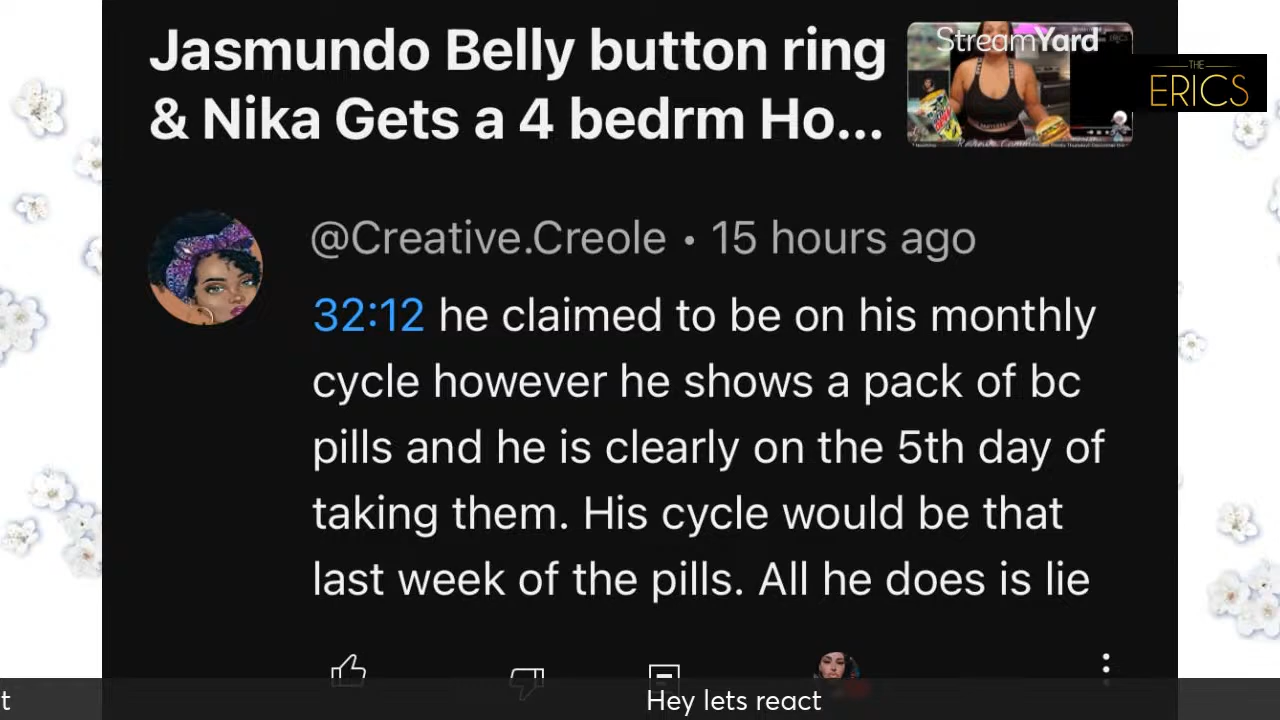 Jasmundo Belly button ring
& Nika Gets a 4 bedrm Ho...
StreamYard
THE
ERICS
@Creative.Creole • 15 hours ago
32:12 he claimed to be on his monthly
cycle however he shows a pack of bc
pills and he is clearly on the 5th day of
taking them. His cycle would be that
last week of the pills. All he does is lie
t
Hey lets react